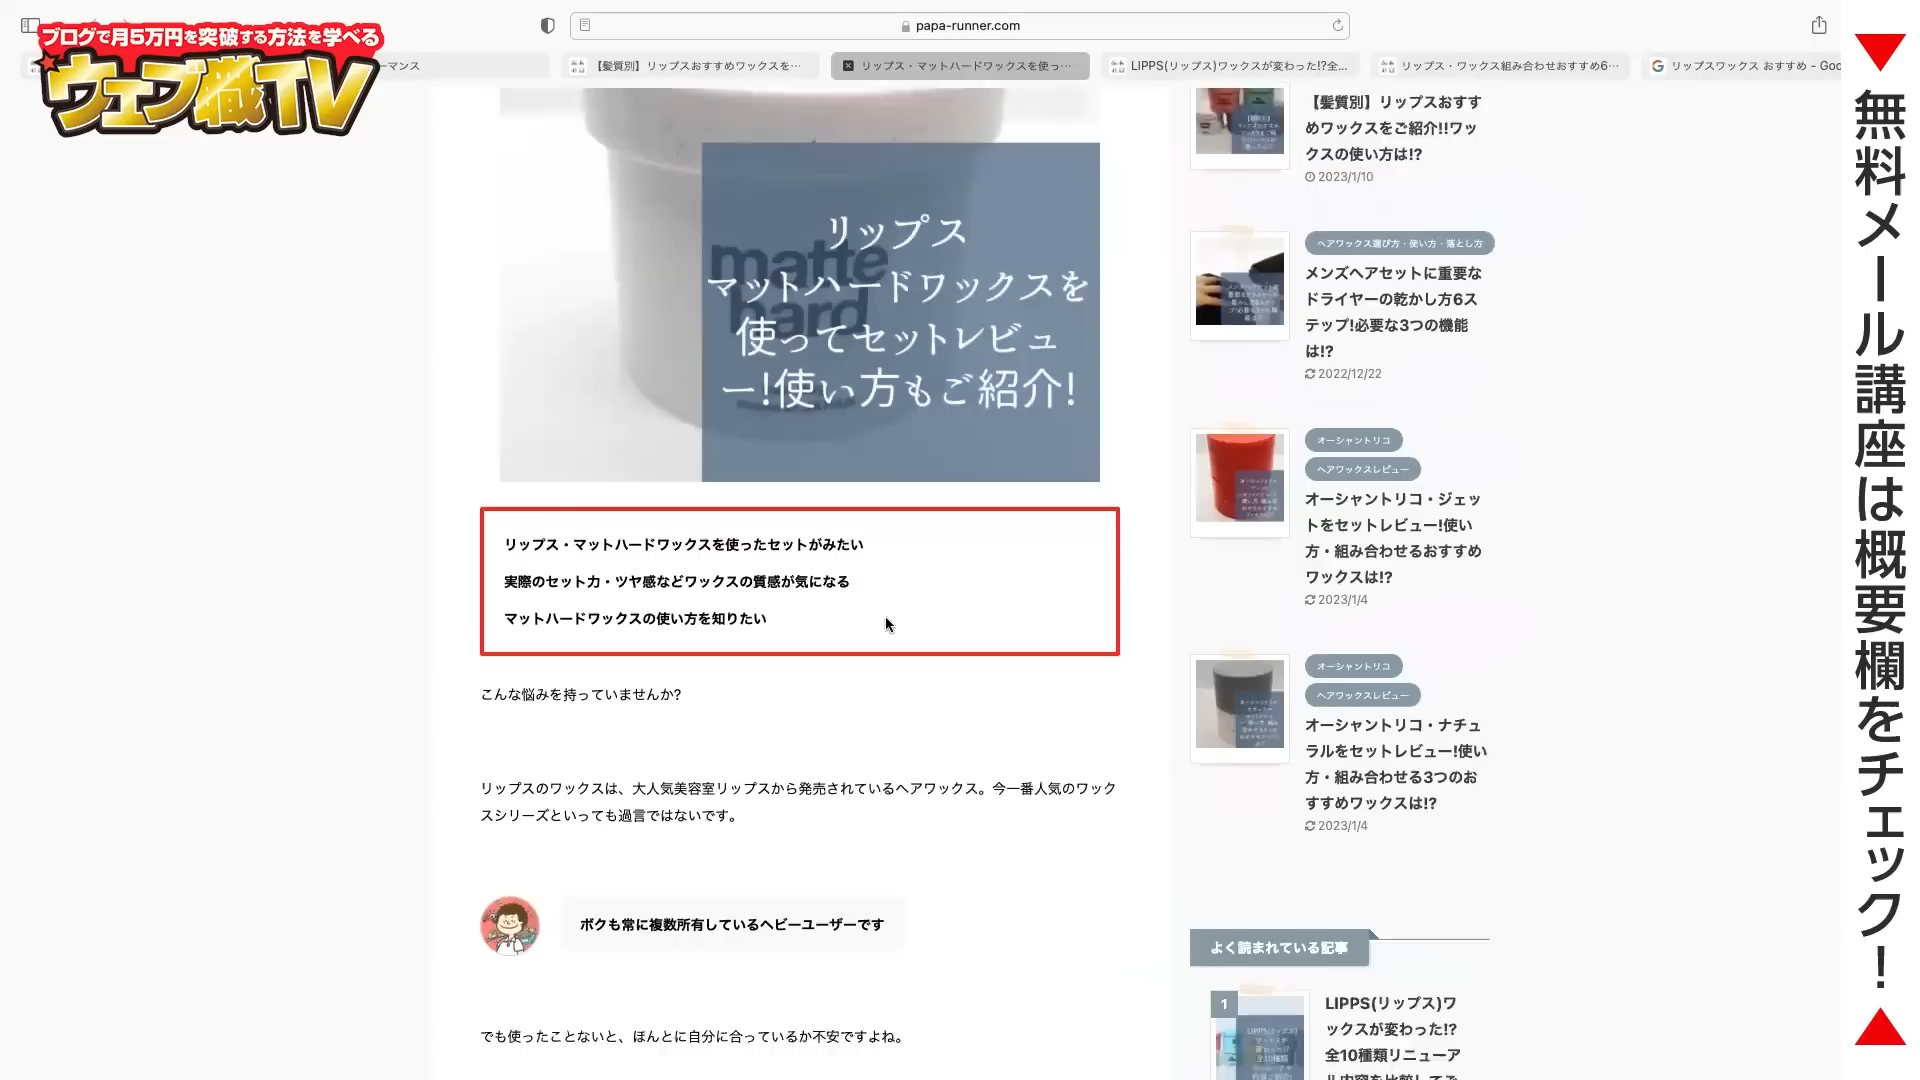 ブログで月5万円を突破する方法を学べる
ウェブ職TV
papa-runner.com
ーマンス
【髪質別】リップスおすすめワックスを…
リップス・マットハードワックスを使っ…
LIPPS(リップス)ワックスが変わった!?全...
リップス・ワックス組み合わせおすすめ6…
リップスワックス おすすめ - Goo
matte
hard
リップス
マットハードワックスを
使ってセットレビュ
ー!使い方もご紹介!
リップス・マットハードワックスを使ったセットがみたい
実際のセット力・ツヤ感などワックスの質感が気になる
マットハードワックスの使い方を知りたい
こんな悩みを持っていませんか?
リップスのワックスは、大人気美容室リップスから発売されているヘアワックス。今一番人気のワック
スシリーズといっても過言ではないです。
ボクも常に複数所有しているヘビーユーザーです
でも使ったことないと、ほんとに自分に合っているか不安ですよね。
【髪質別】リップスおすす
めワックスをご紹介!!ワッ
クスの使い方は!?
2023/1/10
ヘアワックス選び方・使い方・落とし方
メンズヘアセットに重要な
ドライヤーの乾かし方6ス
テップ!必要な3つの機能
は!?
2022/12/22
オーシャントリコ
ヘアワックスレビュー
オーシャントリコ・ジェッ
トをセットレビュー!使い
方・組み合わせるおすすめ
ワックスは!?
2023/1/4
オーシャントリコ
ヘアワックスレビュー
オーシャントリコ・ナチュ
ラルをセットレビュー!使い
方・組み合わせる3つのお
すすめワックスは!?
2023/1/4
よく読まれている記事
1
LIPPS(リップス)ワ
ックスが変わった!?
全10種類リニューア
ル内容を比較してご
無料メール講座は概要欄をチェック!